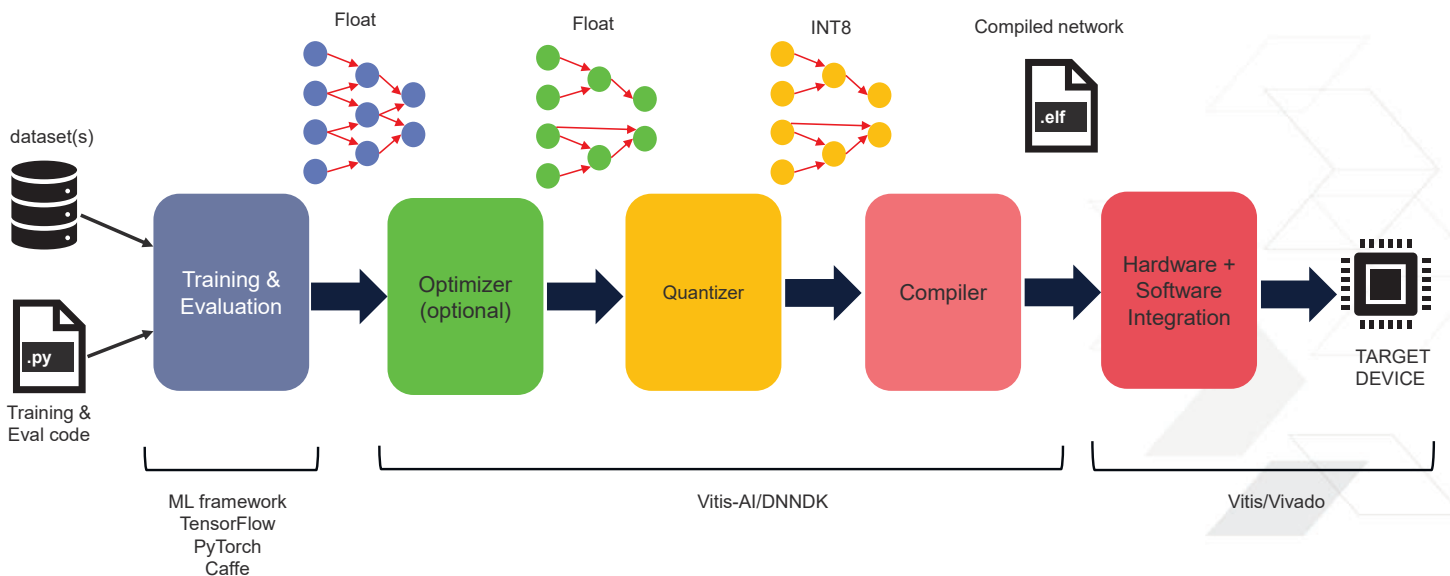 Float
Float
INT8
Compiled network
.elf
dataset(s)
.py
Training &
Eval code
Training &
Evaluation
Optimizer
(optional)
Quantizer
Compiler
Hardware +
Software
Integration
TARGET
DEVICE
ML framework
TensorFlow
PyTorch
Caffe
Vitis-AI/DNNDK
Vitis/Vivado